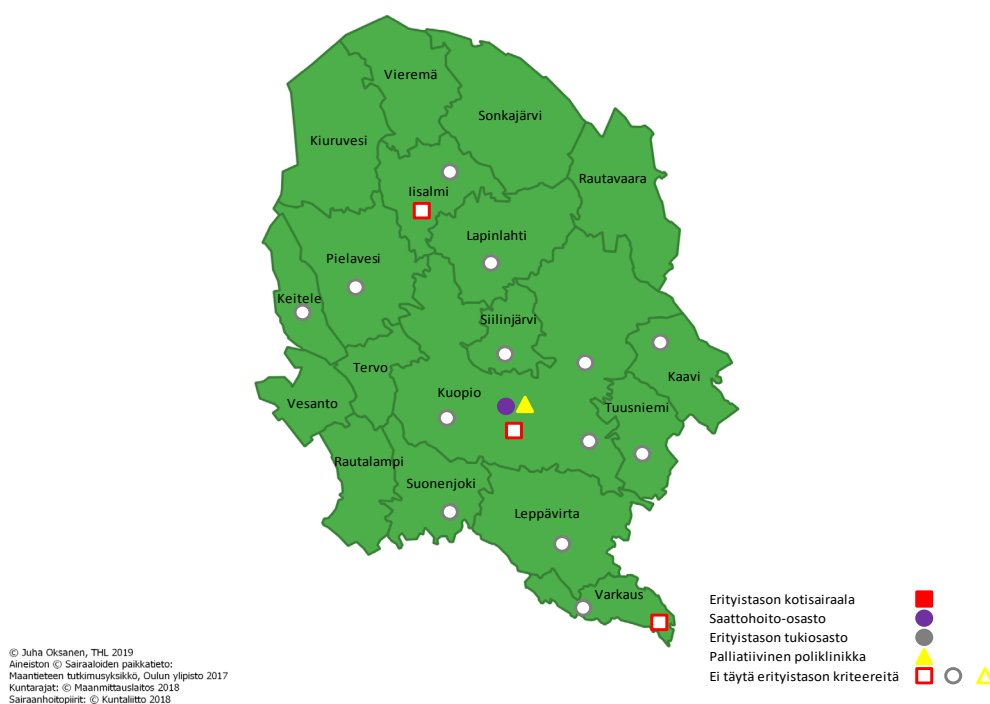 Vieremä
Sonkajärvi
Kiuruvesi
Rautavaara
Iisalmi
Lapinlahti
Pielavesi
Keitele
Siilinjärvi
Tervo
Kaavi
Kuopio
Vesanto
Tuusniemi
Rautalampi
Suonenjoki
Leppävirta
Varkaus
Erityistason kotisairaala
Saattohoito-osasto
Erityistason tukiosasto
Palliatiivinen poliklinikka
Ei täytä erityistason kriteereitä
© Juha Oksanen, THL 2019
Aineiston © Sairaaloiden paikkatieto:
Maantieteen tutkimusyksikkö, Oulun ylipisto 2017
Kuntarajat: © Maanmittauslaitos 2018
Sairaanhoitopiirit: © Kuntaliitto 2018